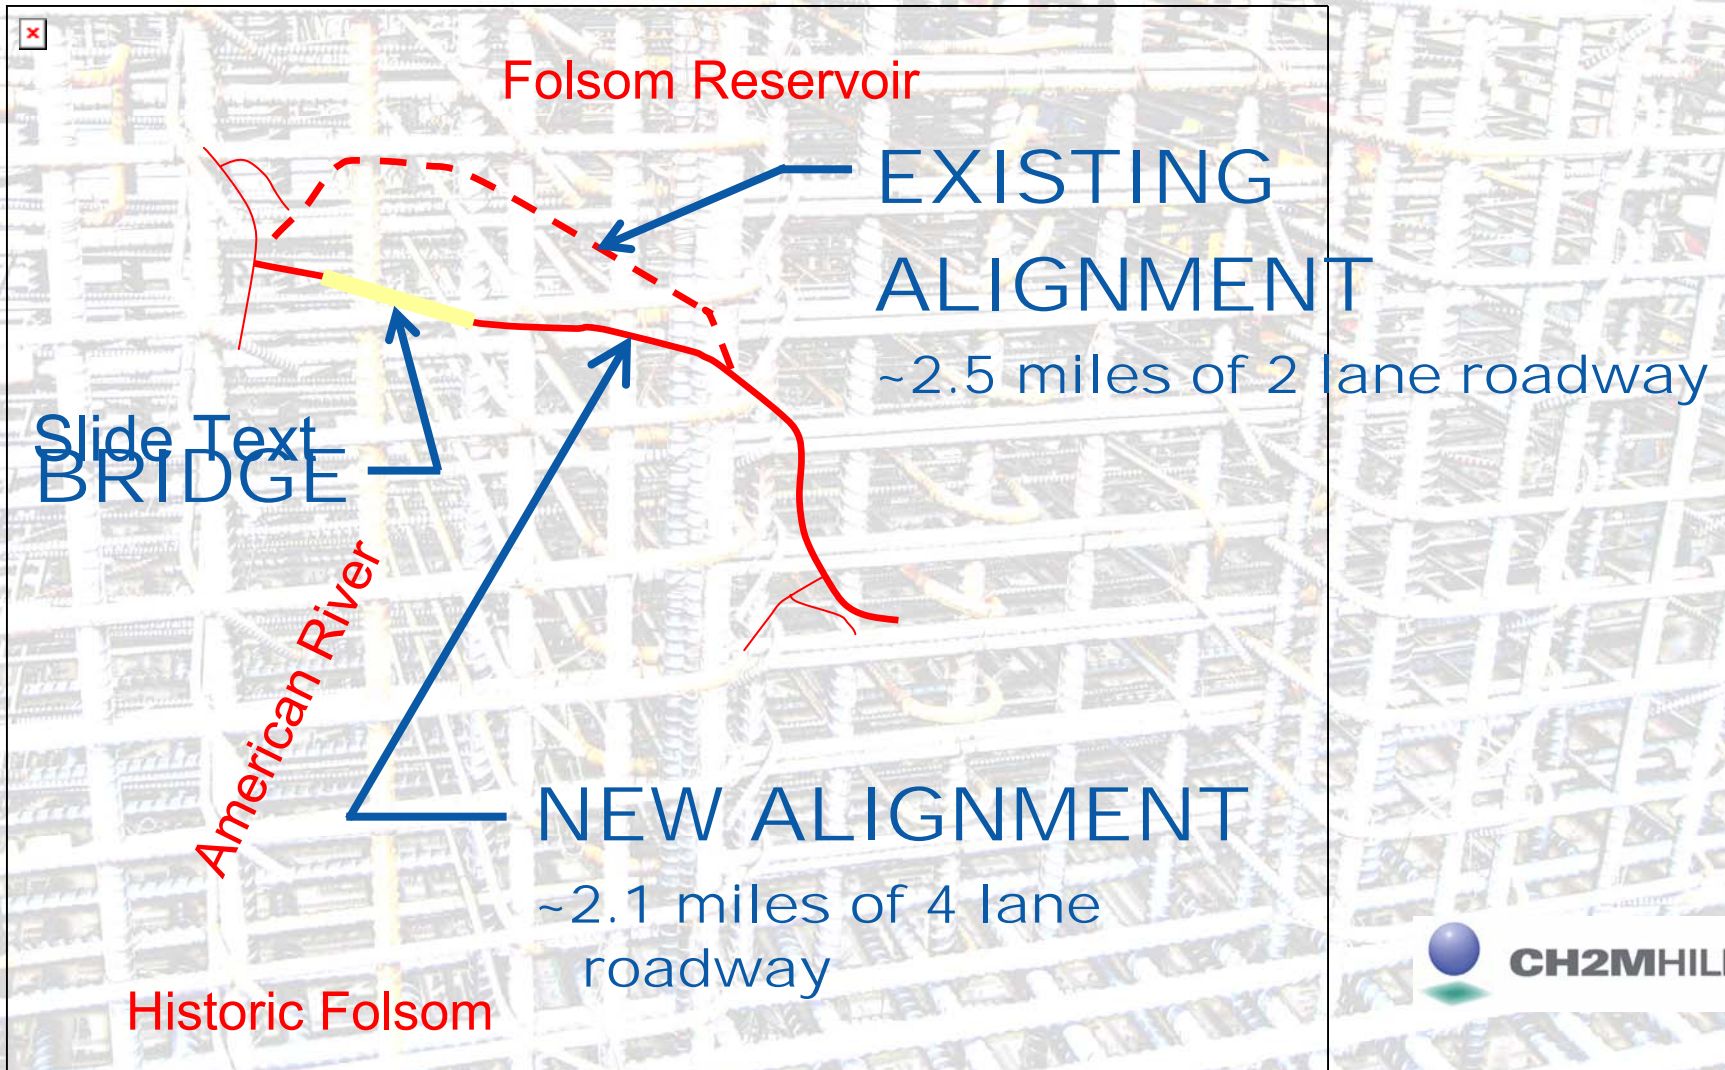 Folsom Reservoir
EXISTING
ALIGNMENT
~2.5 miles of 2 lane roadway
Slide Text
BRIDGE
American River
NEW ALIGNMENT
~2.1 miles of 4 lane
roadway
Historic Folsom
CH2MHILL